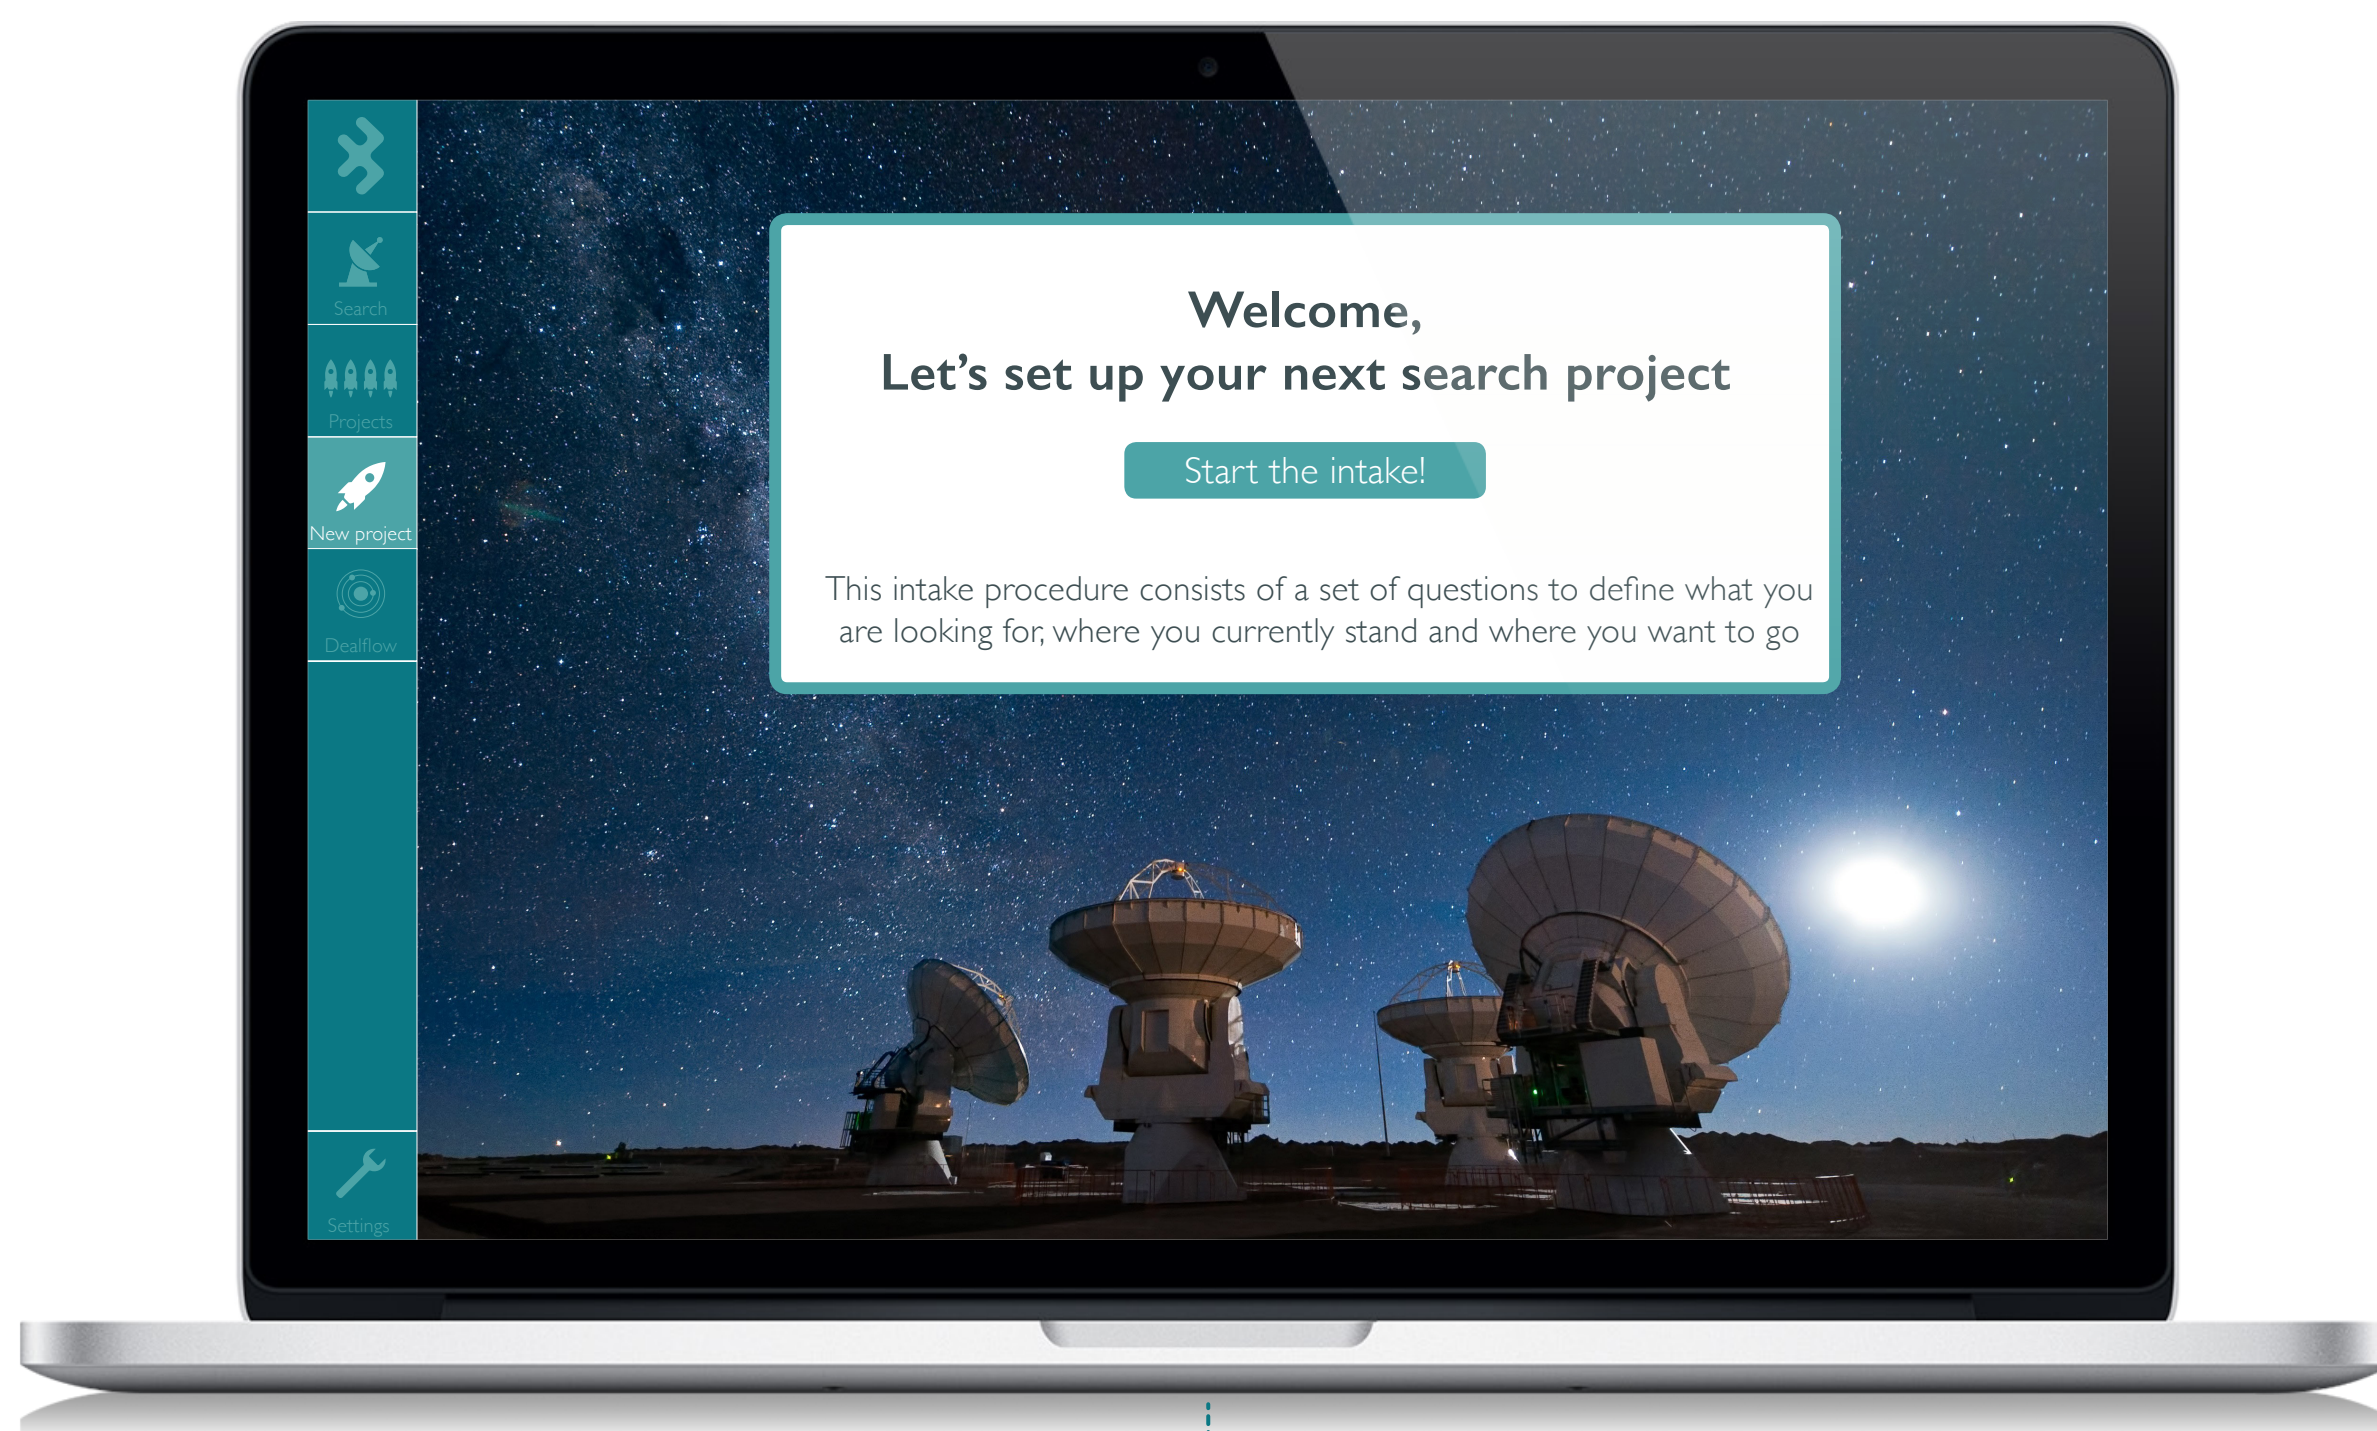 Search
Projects
New project
Dealflow
Settings
Welcome,
Let’s set up your next search project
Start the intake!
This intake procedure consists of a set of questions to define what you
are looking for, where you currently stand and where you want to go